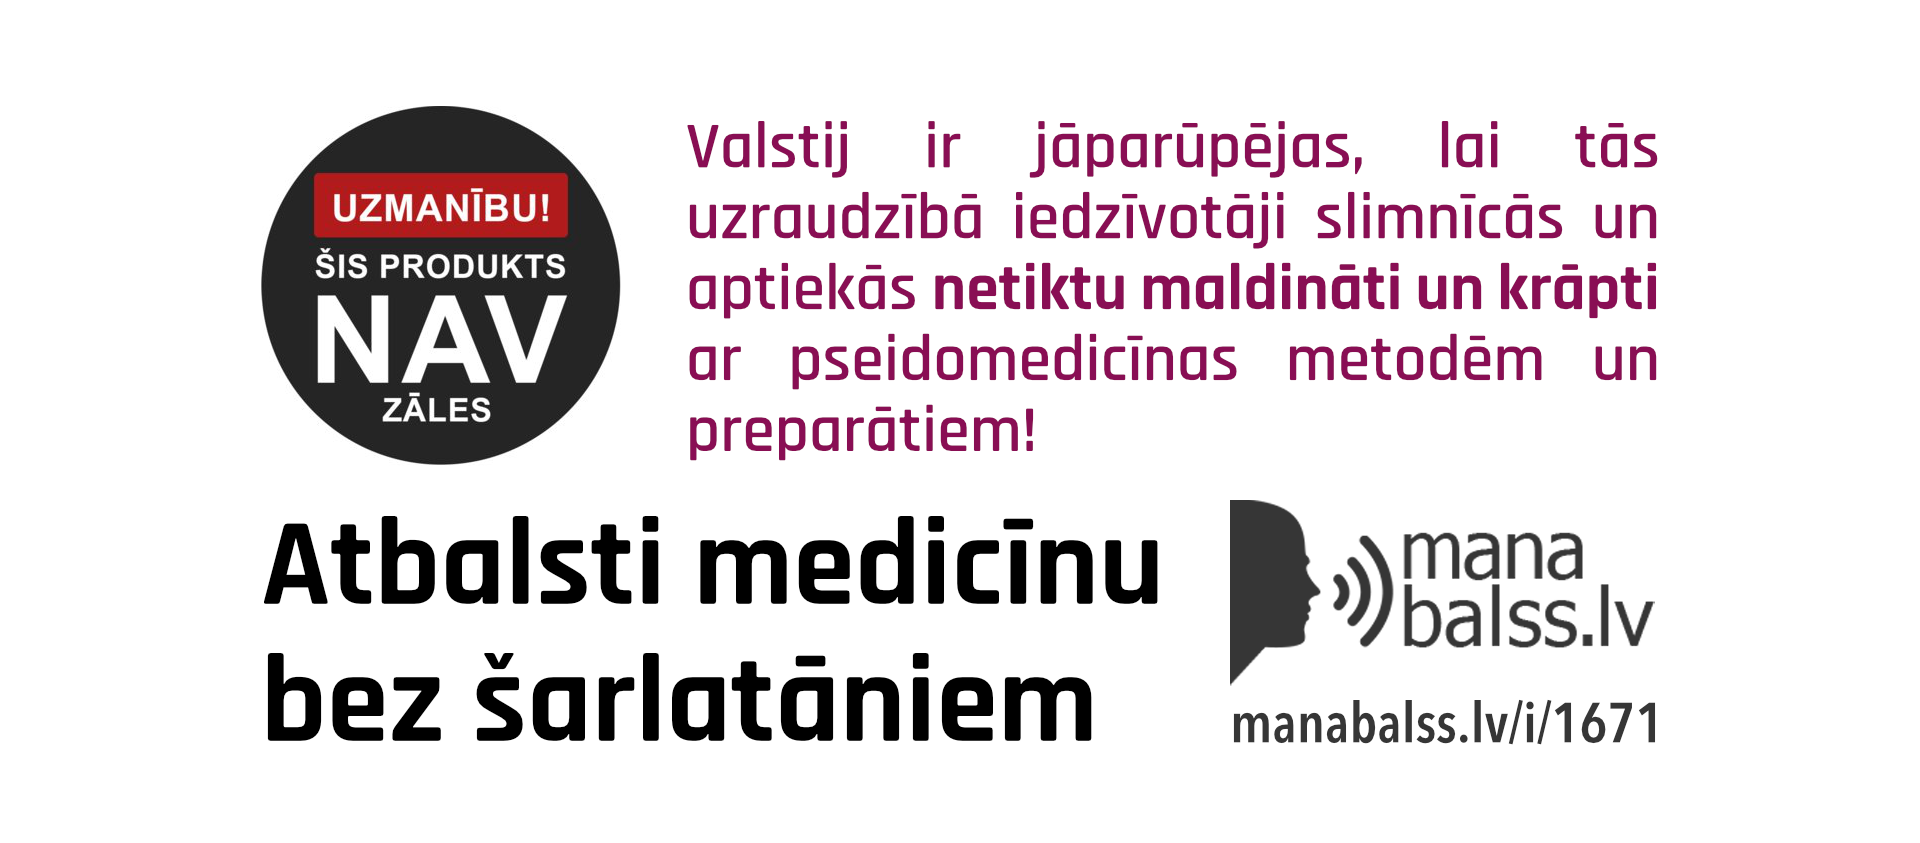 UZMANĪBU!
ŠIS PRODUKTS
NAV
ZĀLES
Valstij ir jāparūpējas, lai tās
uzraudzībā iedzīvotāji slimnīcās un
aptiekās netiktu maldināti un krāpti
ar pseidomedicīnas metodēm un
preparātiem!
Atbalsti medicīnu
bez šarlatāniem
mana
balss.lv
manabalss.lv/i/1671